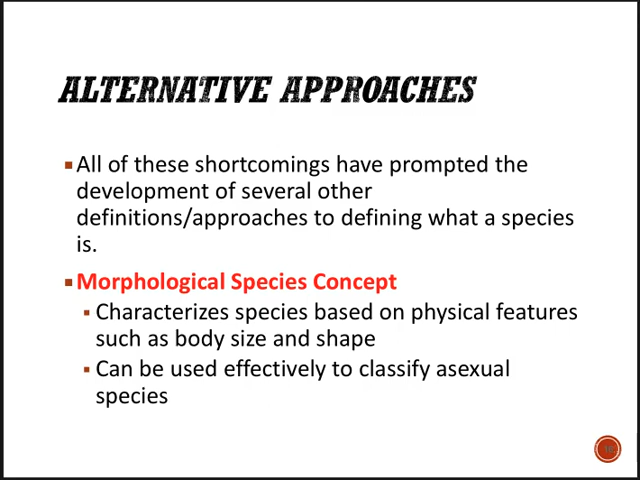 ALTERNATIVE APPROACHES
▪All of these shortcomings have prompted the
development of several other
definitions/approaches to defining what a species
is.
▪Morphological Species Concept
▪Characterizes species based on physical features
such as body size and shape
▪Can be used effectively to classify asexual
species